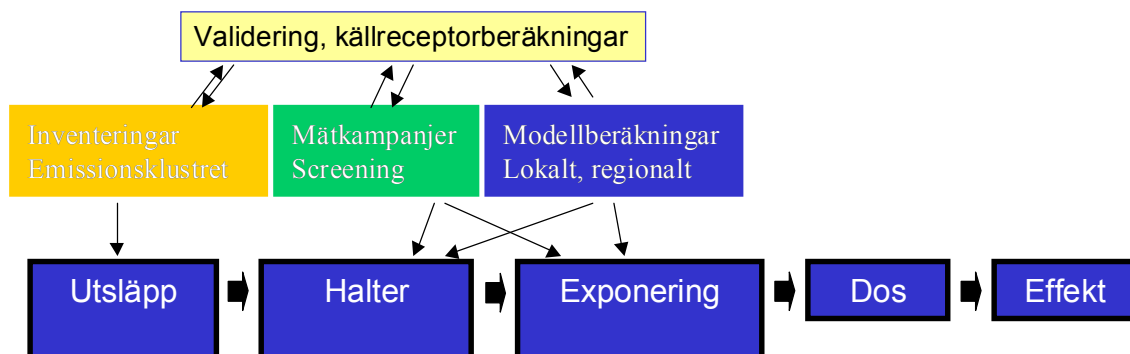 Validering, källreceptorberäkningar
Inventeringar
Emissionsklustret
Mätkampanjer
Screening
Modellberäkningar
Lokalt, regionalt
Utsläpp
Halter
Exponering
Dos
Effekt